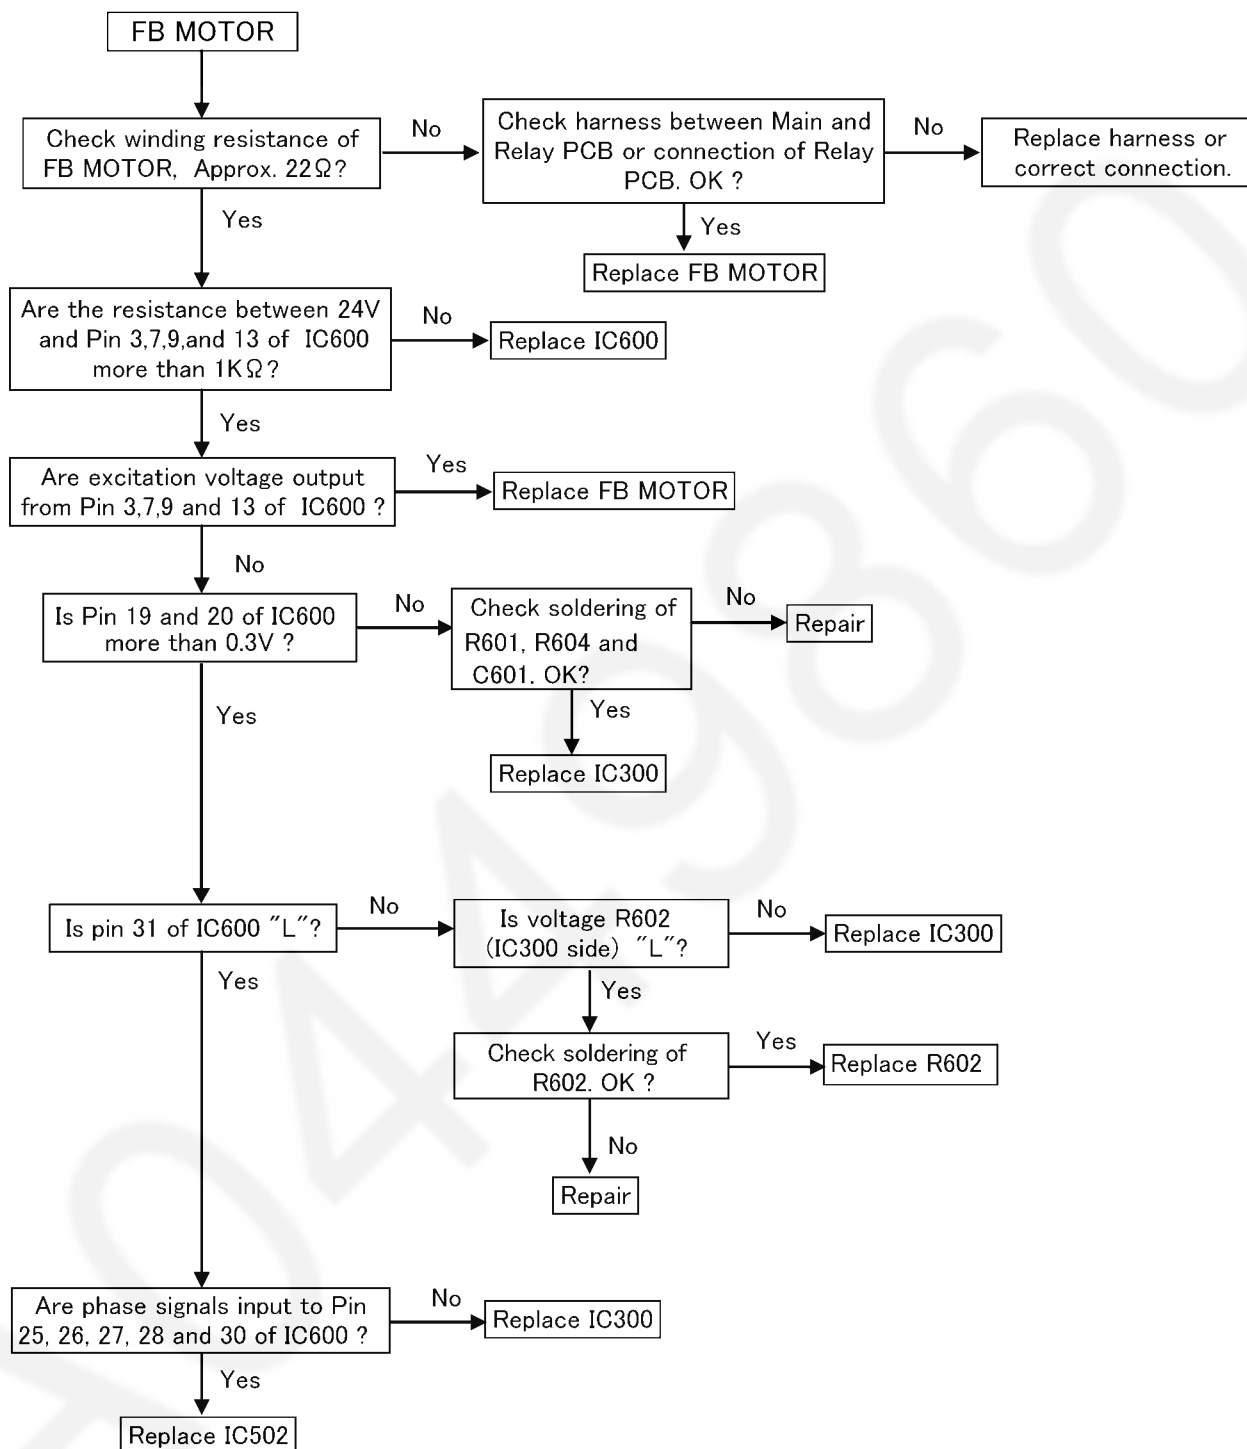 FB MOTOR
Check winding resistance of
FB MOTOR, Approx. 22Ω?
No
Check harness between Main and
Relay PCB or connection of Relay
PCB. OK ?
No
Replace harness or
correct connection.
Yes
Yes
Replace FB MOTOR
Are the resistance between 24V
and Pin 3,7,9,and 13 of IC600
more than 1KΩ?
No
Replace IC600
Yes
Are excitation voltage output
from Pin 3,7,9 and 13 of IC600 ?
Yes
Replace FB MOTOR
No
Is Pin 19 and 20 of IC600
more than 0.3V ?
No
Check soldering of
R601, R604 and
C601. OK?
No
Repair
Yes
Yes
Replace IC300
Is pin 31 of IC600 "L"?
No
Is voltage R602
(IC300 side) "L"?
No
Replace IC300
Yes
Yes
Check soldering of
R602. OK ?
Yes
Replace R602
No
Repair
Are phase signals input to Pin
25, 26, 27, 28 and 30 of IC600 ?
No
Replace IC300
Yes
Replace IC502